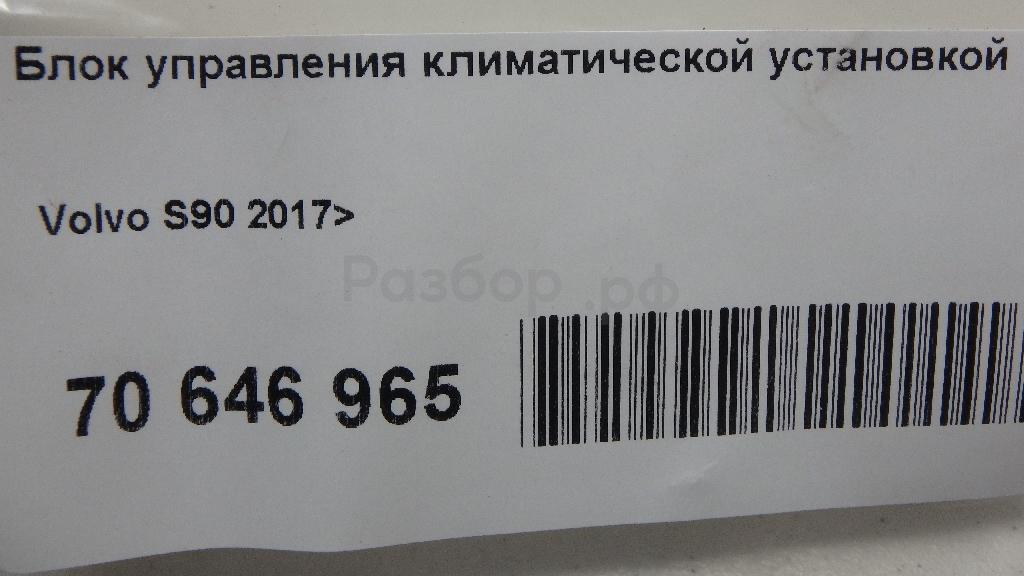 Блок управления климатической установкой
Volvo S90 2017>
Разбор.рф
70 646 965